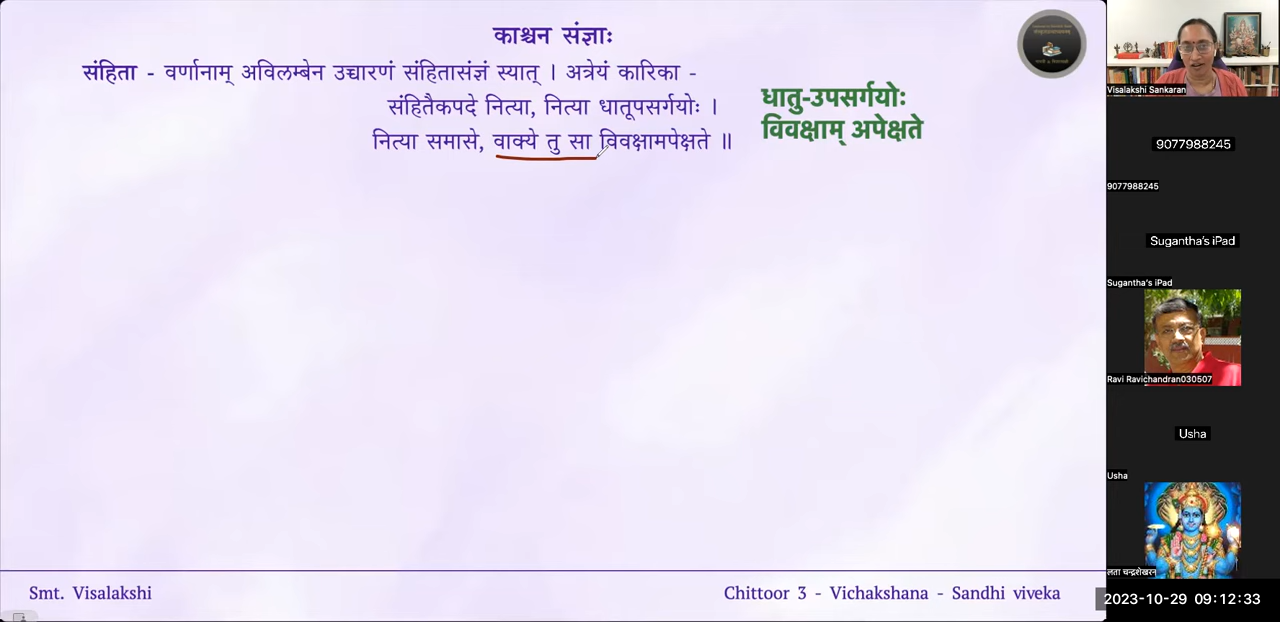 काश्चन संज्ञाः
संहिता - वर्णानाम् अविलम्बेन उच्चारणं संहितासंज्ञं स्यात् । अत्रेयं कारिका -
संहितैकपदे नित्या, नित्या धातूपसर्गयोः ।
नित्या समासे, वाक्ये तु सा विवक्षामपेक्षते ॥
धातु-उपसर्गयोः
विवक्षाम् अपेक्षते
Smt. Visalakshi
Chittoor 3 - Vichakshana - Sandhi viveka
Visalakshi Sankaran
9077988245
9077988245
Sugantha's iPad
Sugantha's iPad
Ravi Ravichandran030507
Usha
Usha
लता चन्द्रशेखरन
2023-10-29 09:12:33